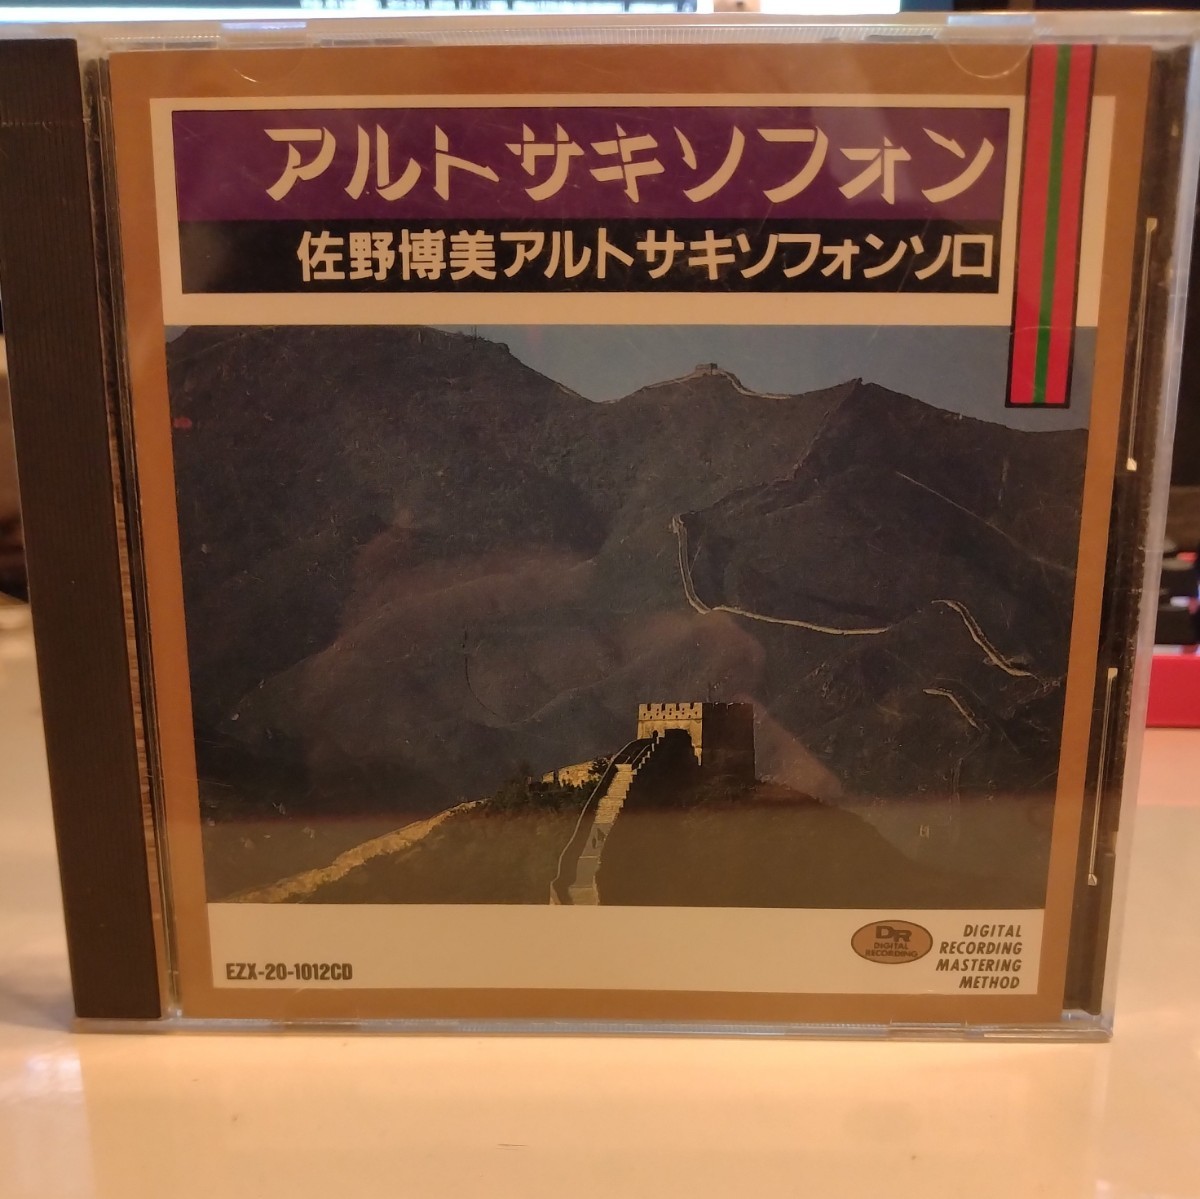 アルトサキソフォン
佐野博美アルトサキソフォンソロ
EZX-20-1012CD
DR
DIGITAL
RECORDING
DIGITAL
RECORDING
MASTERING
METHOD